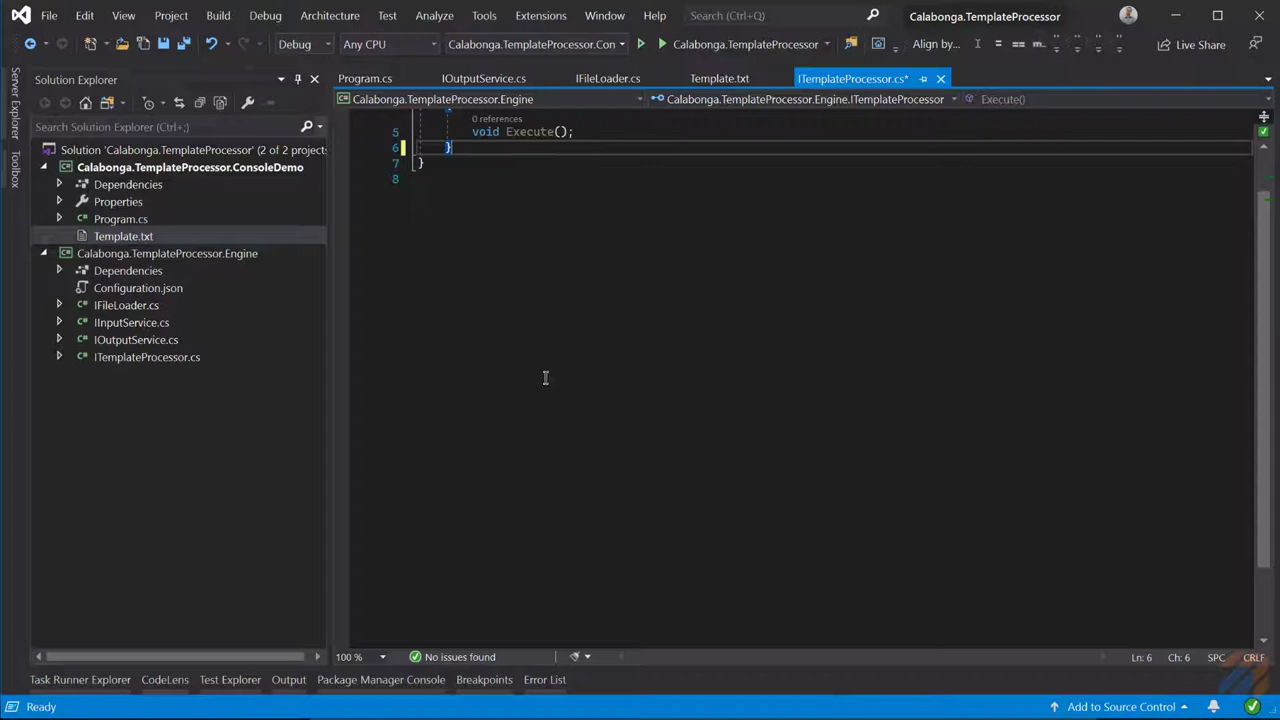 File Edit View Project Build Debug Architecture Test Analyze Tools Extensions Window Help Search (Ctrl+Q) Calabonga.TemplateProcessor
Debug Any CPU Calabonga.TemplateProcessor.Con Calabonga.TemplateProcessor Align by... = == m.. Live Share
Server Explorer
Toolbox
Solution Explorer
Search Solution Explorer (Ctrl+;)
Solution 'Calabonga.TemplateProcessor' (2 of 2 project:
Calabonga.TemplateProcessor.ConsoleDemo
Dependencies
Properties
C# Program.cs
Template.txt
Calabonga.TemplateProcessor.Engine
Dependencies
Configuration.json
C# IFileLoader.cs
C# IInputService.cs
C# IOutputService.cs
C# ITemplateProcessor.cs
Program.cs IOutputService.cs IFileLoader.cs Template.txt ITemplateProcessor.cs*
Calabonga.TemplateProcessor.Engine Calabonga.TemplateProcessor.Engine.ITemplateProcessor Execute()
0 references
5 void Execute();
6 }
7 }
8
100 % No issues found Ln: 6 Ch: 6 SPC CRLF
Task Runner Explorer CodeLens Test Explorer Output Package Manager Console Breakpoints Error List
Ready Add to Source Control